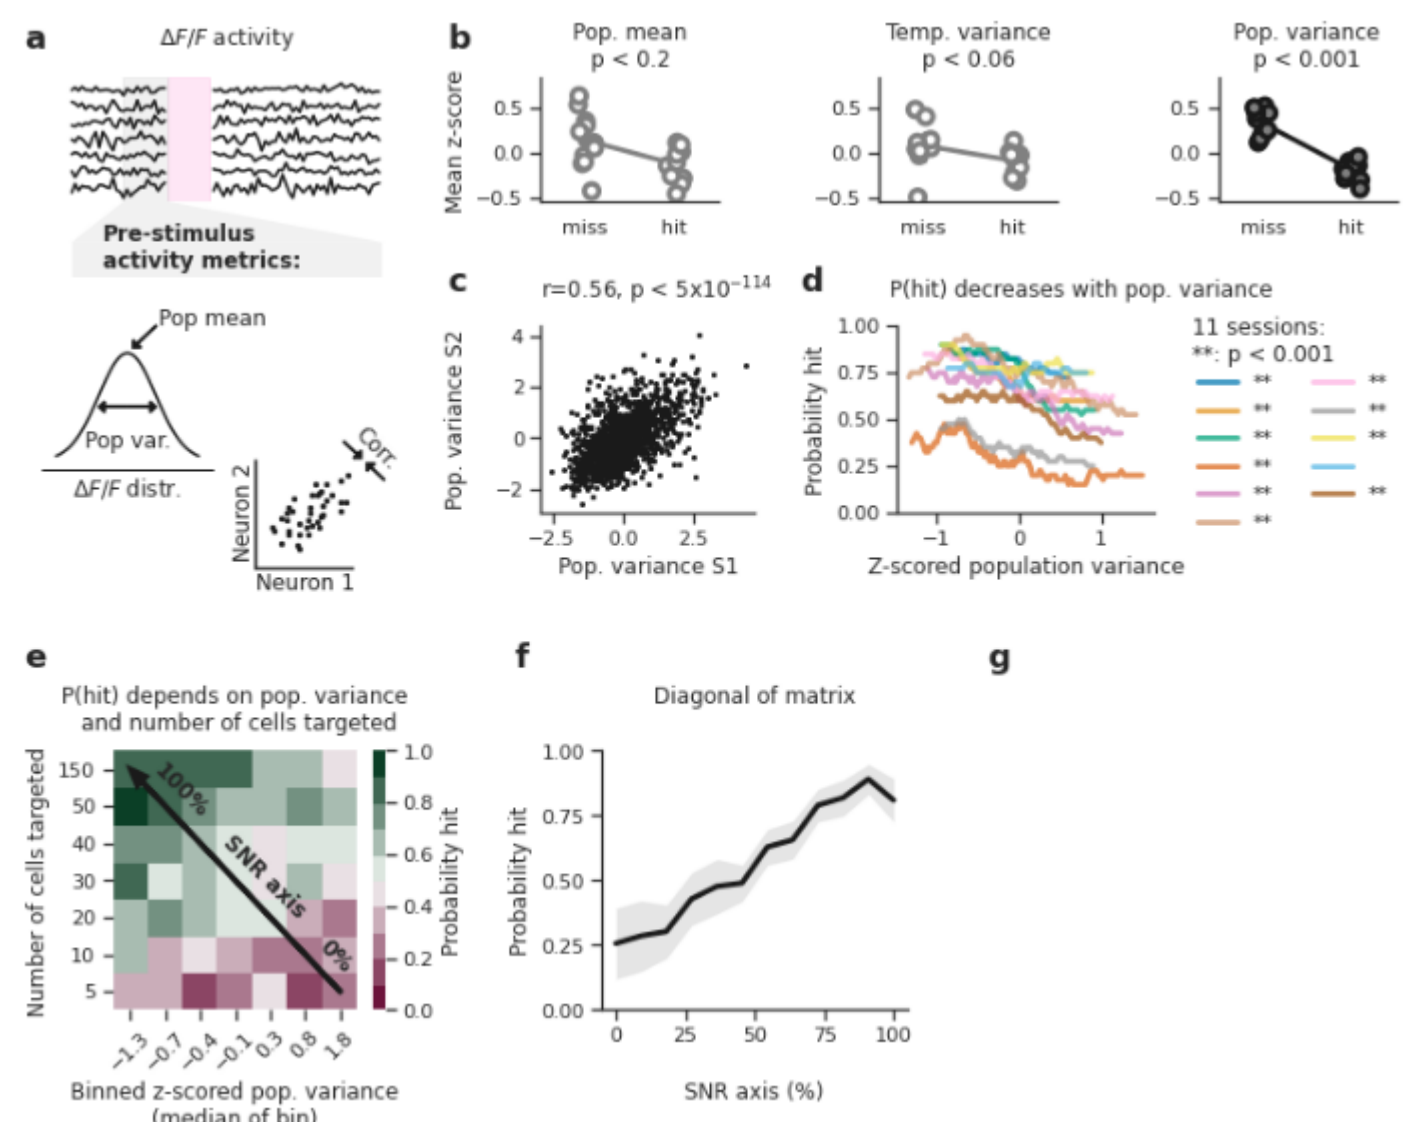 a
ΔF/F activity
Pre-stimulus
activity metrics:
Pop mean
Pop var.
ΔF/F distr.
Corr.
Neuron 2
Neuron 1
b
Pop. mean
p < 0.2
Mean z-score
0.5
0.0
−0.5
miss hit
Temp. variance
p < 0.06
0.5
0.0
−0.5
miss hit
Pop. variance
p < 0.001
0.5
0.0
−0.5
miss hit
c
r=0.56, p < 5x10⁻¹¹⁴
Pop. variance S2
4
2
0
−2
−2.5 0.0 2.5
Pop. variance S1
d
P(hit) decreases with pop. variance
Probability hit
1.00
0.75
0.50
0.25
0.00
−1 0 1
Z-scored population variance
11 sessions:
**: p < 0.001
** **
** **
** **
**
** **
**
e
P(hit) depends on pop. variance
and number of cells targeted
Number of cells targeted
150
50
40
30
20
10
5
100%
SNR axis
0%
−1.3 −0.7 −0.4 −0.1 0.3 0.8 1.8
Binned z-scored pop. variance
(median of bin)
1.0
0.8
0.6
0.4
0.2
0.0
Probability hit
f
Diagonal of matrix
Probability hit
1.00
0.75
0.50
0.25
0.00
0 25 50 75 100
SNR axis (%)
g